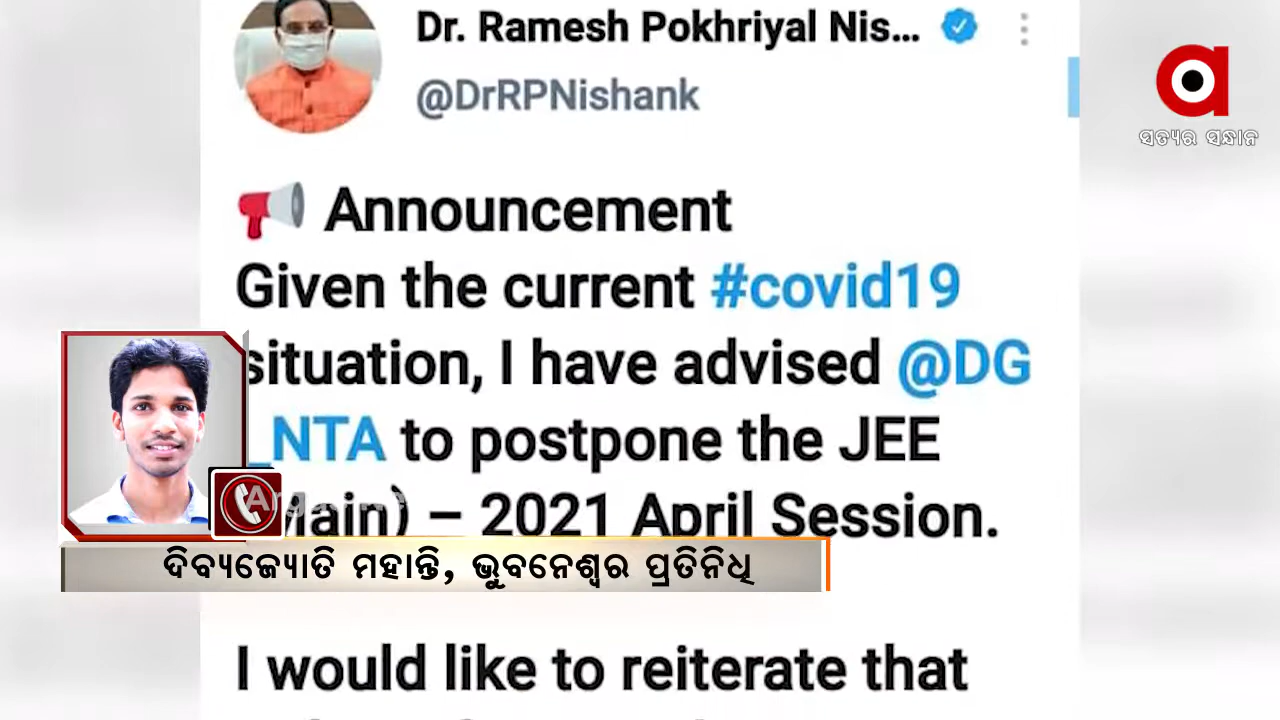 Dr. Ramesh Pokhriyal Nis...
@DrRPNishank
ସତ୍ୟର ସନ୍ଧାନ
Announcement
Given the current #covid19
situation, I have advised @DG
_NTA to postpone the JEE
Main) – 2021 April Session.
ଦିବ୍ୟଜ୍ୟୋତି ମହାନ୍ତି, ଭୁବନେଶ୍ୱର ପ୍ରତିନିଧି
I would like to reiterate that